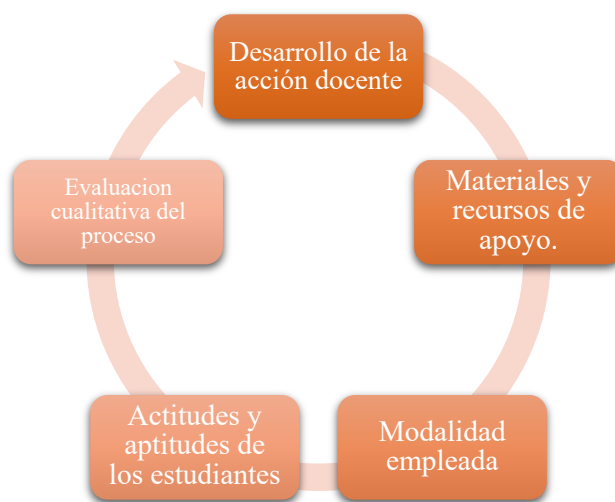 Desarrollo de la
acción docente
Materiales y
recursos de
apoyo.
Modalidad
empleada
Actitudes y
aptitudes de
los estudiantes
Evaluacion
cualitativa del
proceso